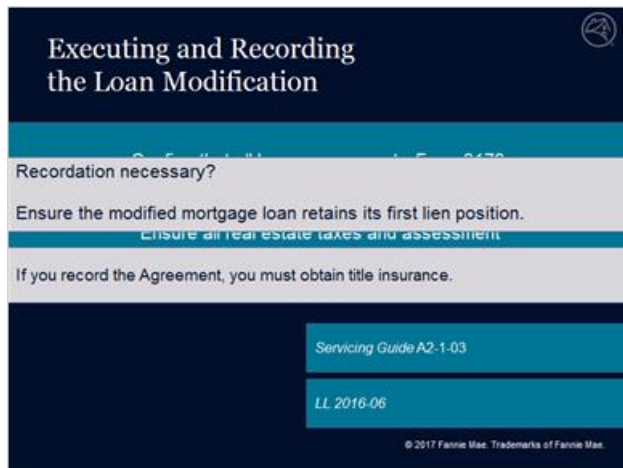 Executing and Recording
the Loan Modification
Recordation necessary?
Ensure the modified mortgage loan retains its first lien position.
Ensure all real estate taxes and assessment
If you record the Agreement, you must obtain title insurance.
Servicing Guide A2-1-03
LL 2016-06
© 2017 Fannie Mae. Trademarks of Fannie Mae.